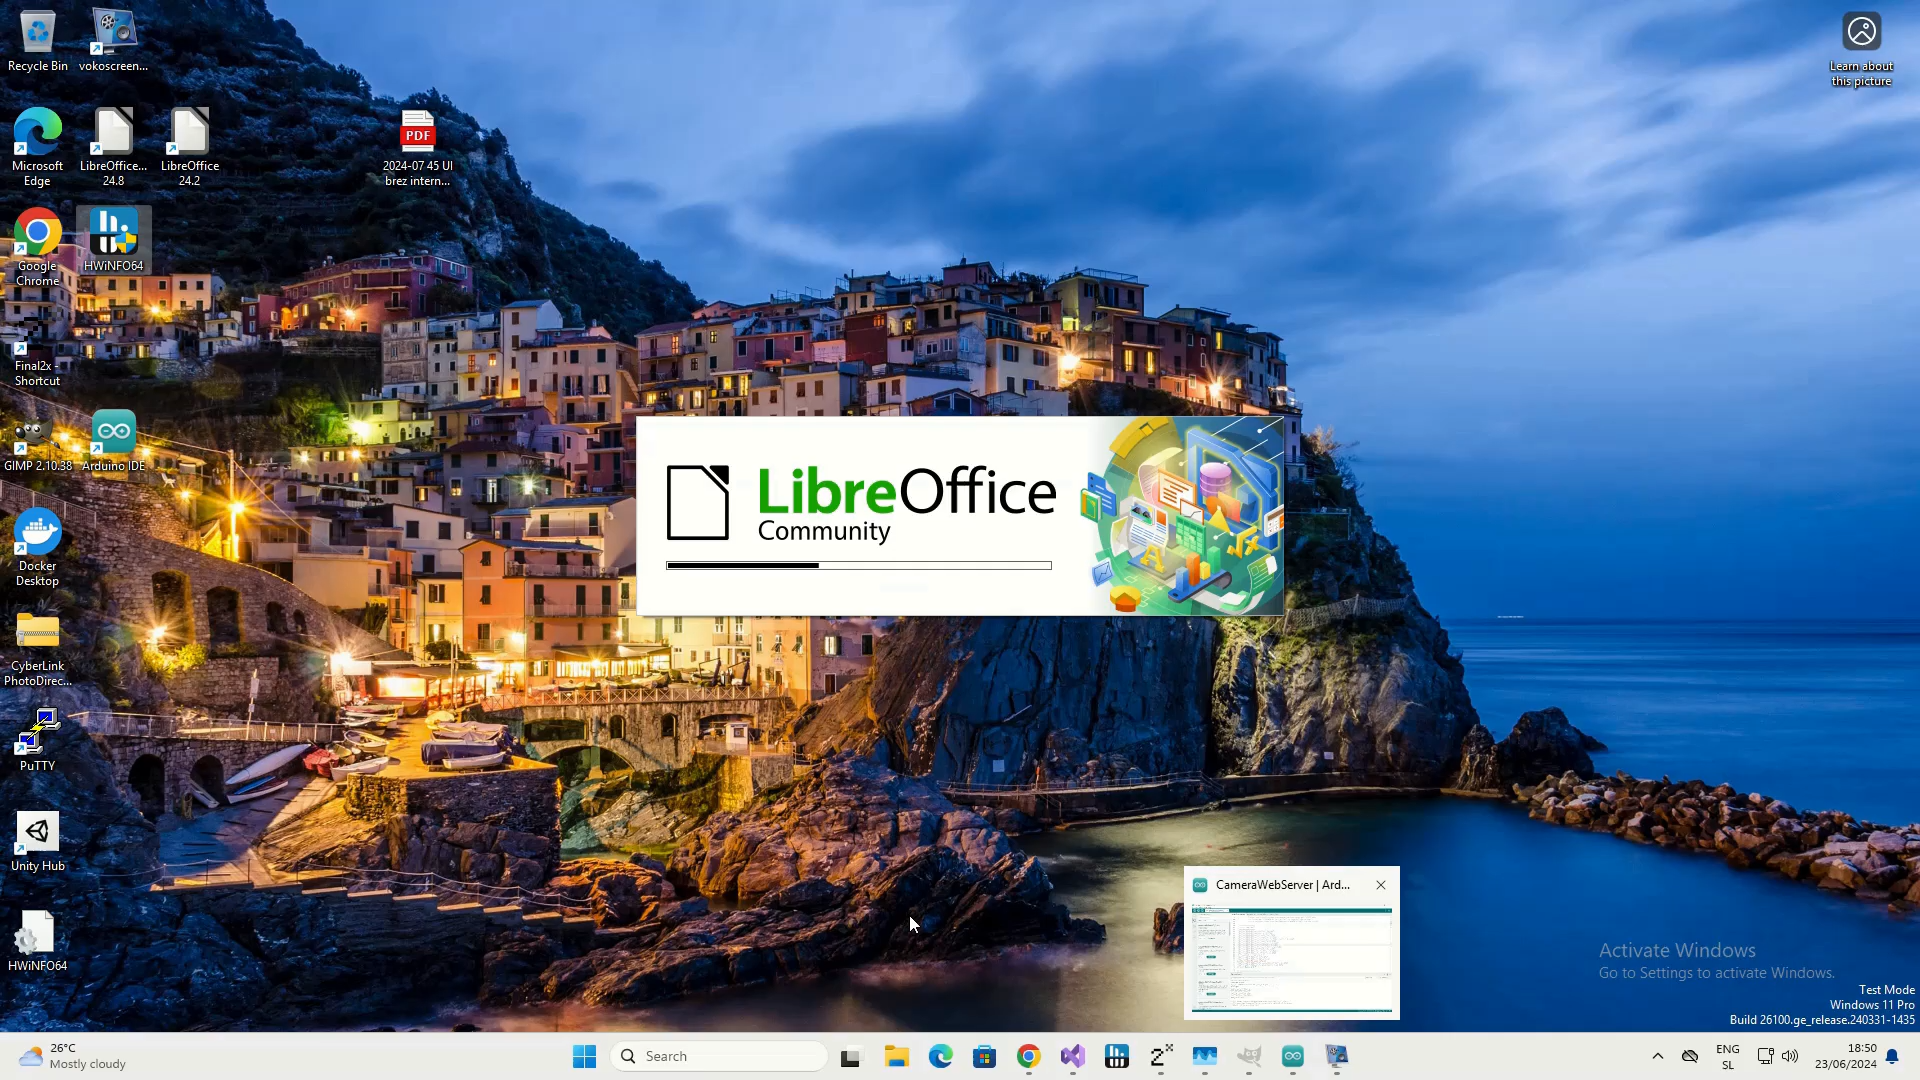 Recycle Bin
vokoscreen...
Learn about
this picture
Microsoft
Edge
LibreOffice...
24.8
LibreOffice
24.2
PDF
2024-07 45 UI
brez intern...
Google
Chrome
HWiNFO64
Final2x -
Shortcut
GIMP 2.10.38
Arduino IDE
LibreOffice
Community
Docker
Desktop
CyberLink
PhotoDirec...
PuTTY
Unity Hub
HWiNFO64
CameraWebServer | Ard...
Activate Windows
Go to Settings to activate Windows.
Test Mode
Windows 11 Pro
Build 26100.ge_release.240331-1435
26°C
Mostly cloudy
Search
ENG
SL
18:50
23/06/2024